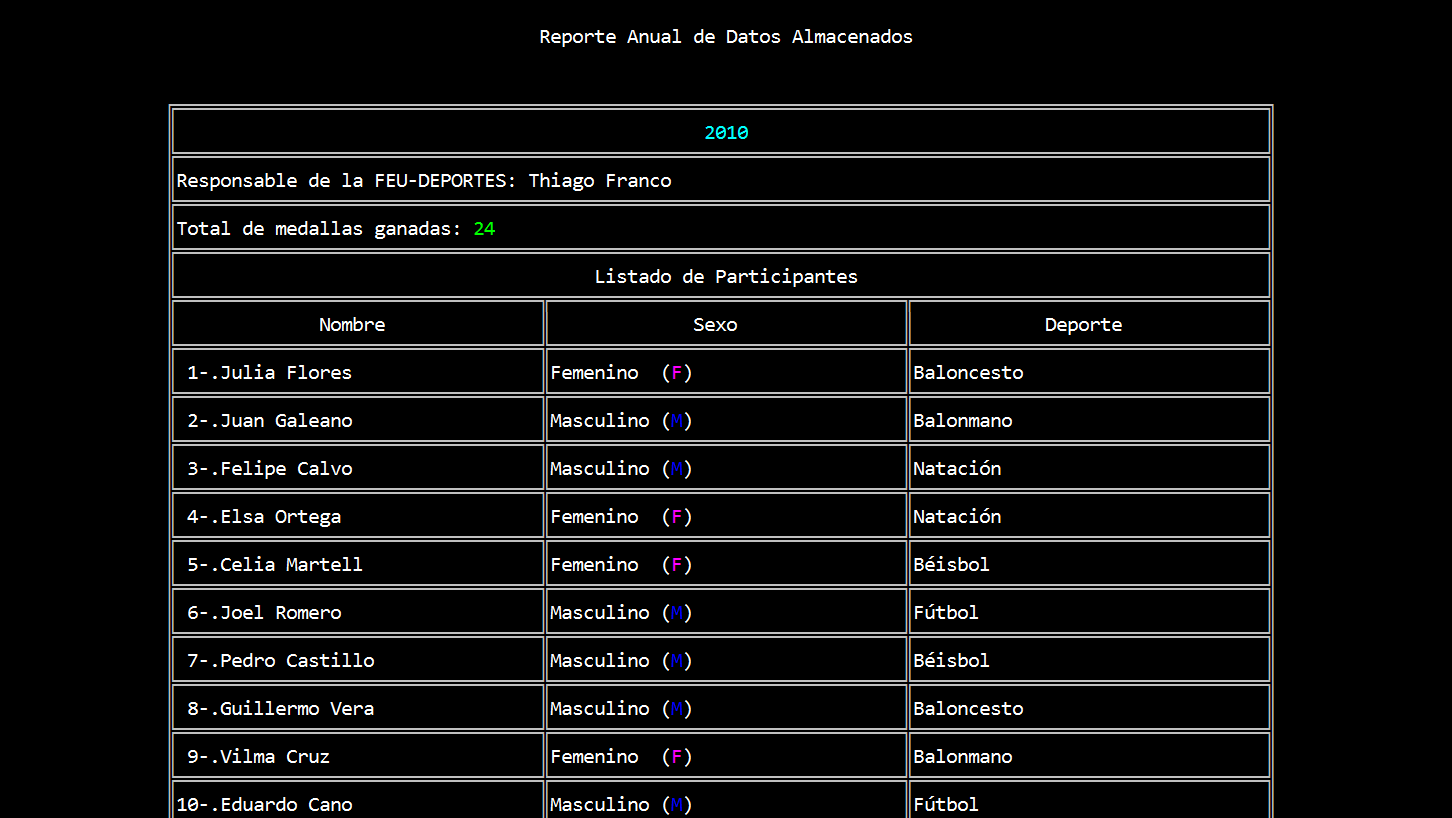 Reporte Anual de Datos Almacenados
2010
Responsable de la FEU-DEPORTES: Thiago Franco
Total de medallas ganadas: 24
Listado de Participantes
Nombre Sexo Deporte
1-.Julia Flores Femenino (F) Baloncesto
2-.Juan Galeano Masculino (M) Balonmano
3-.Felipe Calvo Masculino (M) Natación
4-.Elsa Ortega Femenino (F) Natación
5-.Celia Martell Femenino (F) Béisbol
6-.Joel Romero Masculino (M) Fútbol
7-.Pedro Castillo Masculino (M) Béisbol
8-.Guillermo Vera Masculino (M) Baloncesto
9-.Vilma Cruz Femenino (F) Balonmano
10-.Eduardo Cano Masculino (M) Fútbol